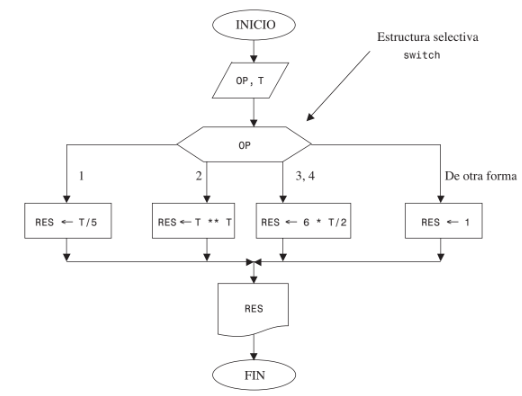 INICIO
Estructura selectiva
switch
OP, T
OP
1
2
3, 4
De otra forma
RES ← T/5
RES ← T ** T
RES ← 6 * T/2
RES ← 1
RES
FIN